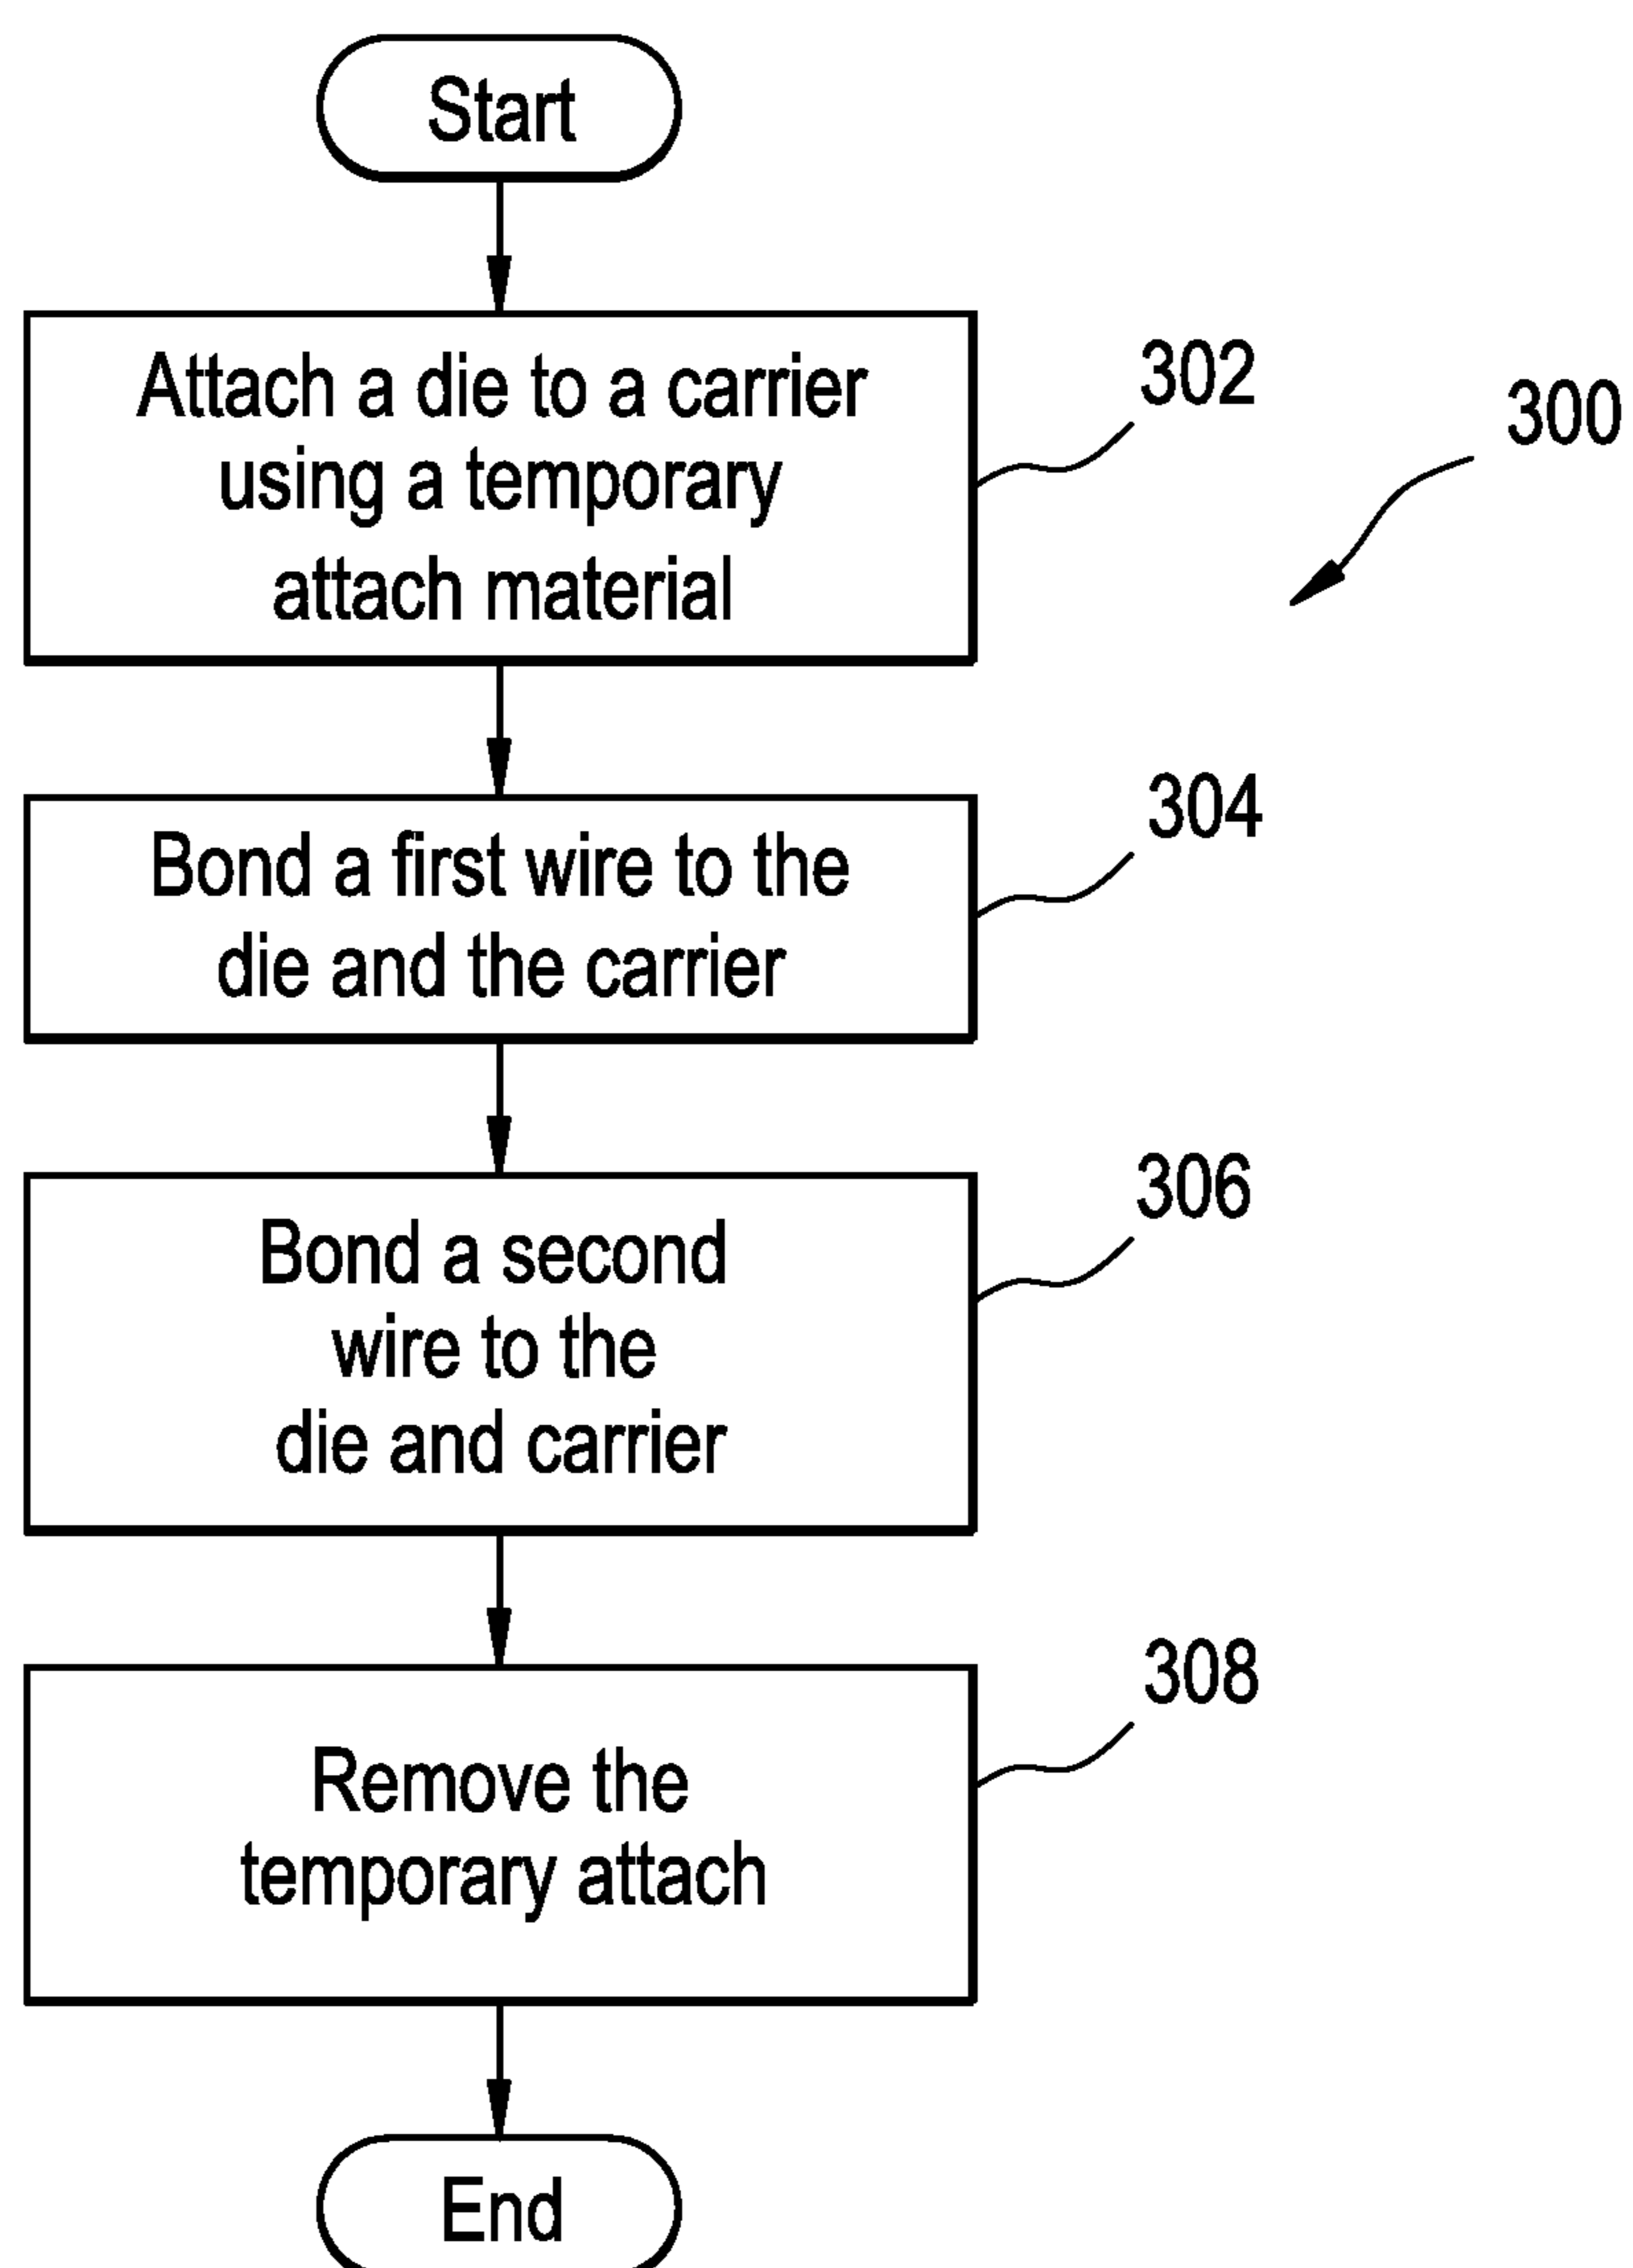 Start
Attach a die to a carrier
using a temporary
attach material
302
300
Bond a first wire to the
die and the carrier
304
Bond a second
wire to the
die and carrier
306
Remove the
temporary attach
308
End